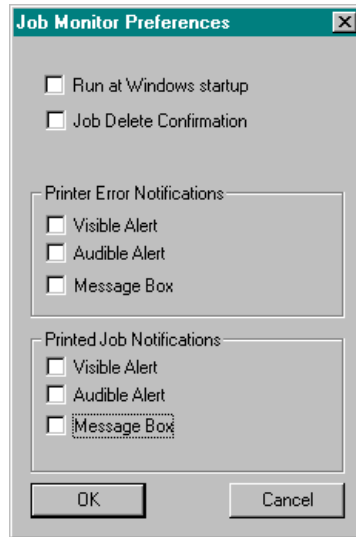 Job Monitor Preferences
Run at Windows startup
Job Delete Confirmation
Printer Error Notifications
Visible Alert
Audible Alert
Message Box
Printed Job Notifications
Visible Alert
Audible Alert
Message Box
OK Cancel